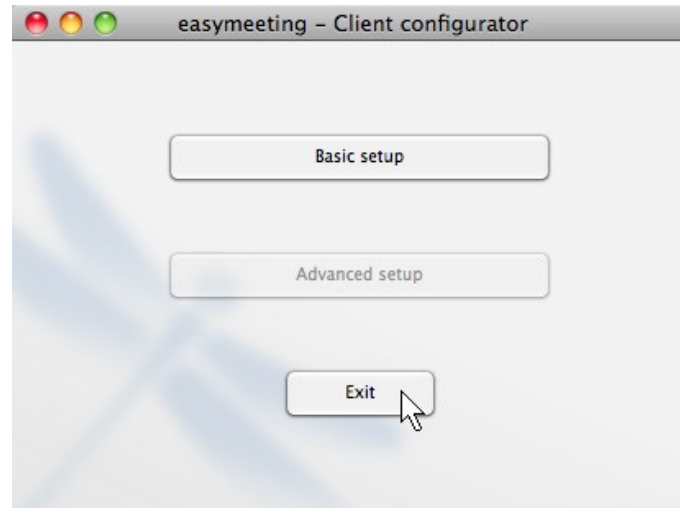 easymeeting – Client configurator
Basic setup
Advanced setup
Exit